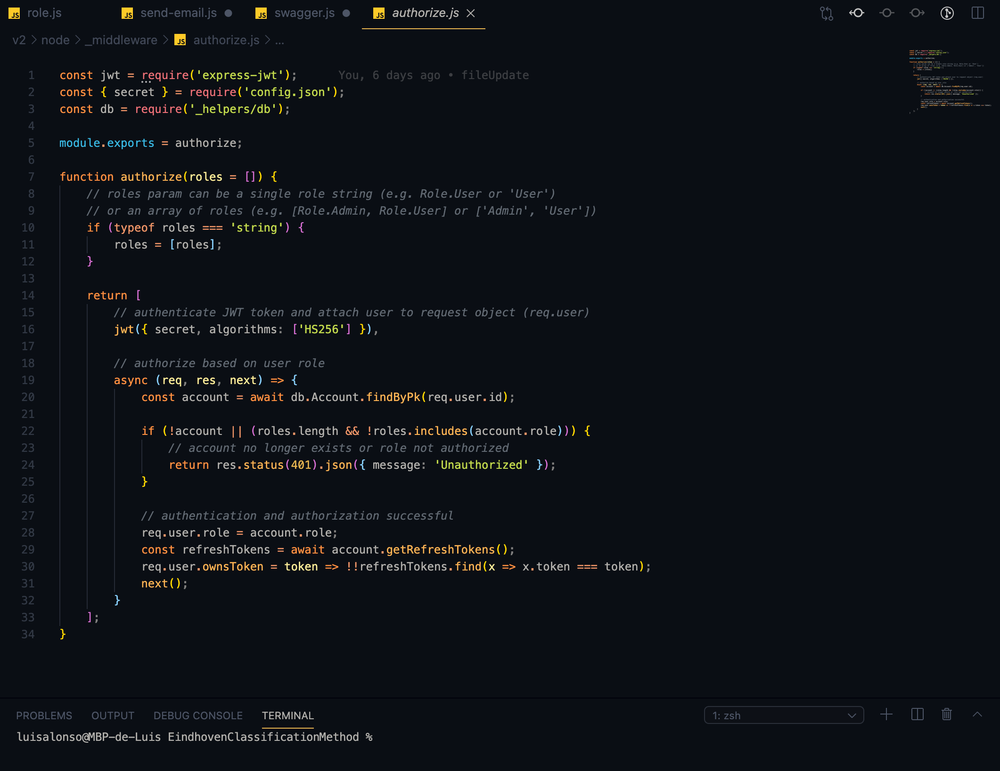 JS role.js JS send-email.js JS swagger.js JS authorize.js
v2 > node > _middleware > JS authorize.js > ...
1 const jwt = require('express-jwt'); You, 6 days ago • fileUpdate
2 const { secret } = require('config.json');
3 const db = require('_helpers/db');
4
5 module.exports = authorize;
6
7 function authorize(roles = []) {
8 // roles param can be a single role string (e.g. Role.User or 'User')
9 // or an array of roles (e.g. [Role.Admin, Role.User] or ['Admin', 'User'])
10 if (typeof roles === 'string') {
11 roles = [roles];
12 }
13
14 return [
15 // authenticate JWT token and attach user to request object (req.user)
16 jwt({ secret, algorithms: ['HS256'] }),
17
18 // authorize based on user role
19 async (req, res, next) => {
20 const account = await db.Account.findByPk(req.user.id);
21
22 if (!account || (roles.length && !roles.includes(account.role))) {
23 // account no longer exists or role not authorized
24 return res.status(401).json({ message: 'Unauthorized' });
25 }
26
27 // authentication and authorization successful
28 req.user.role = account.role;
29 const refreshTokens = await account.getRefreshTokens();
30 req.user.ownsToken = token => !!refreshTokens.find(x => x.token === token);
31 next();
32 }
33 ];
34 }
PROBLEMS OUTPUT DEBUG CONSOLE TERMINAL 1: zsh
luisalonso@MBP-de-Luis EindhovenClassificationMethod %